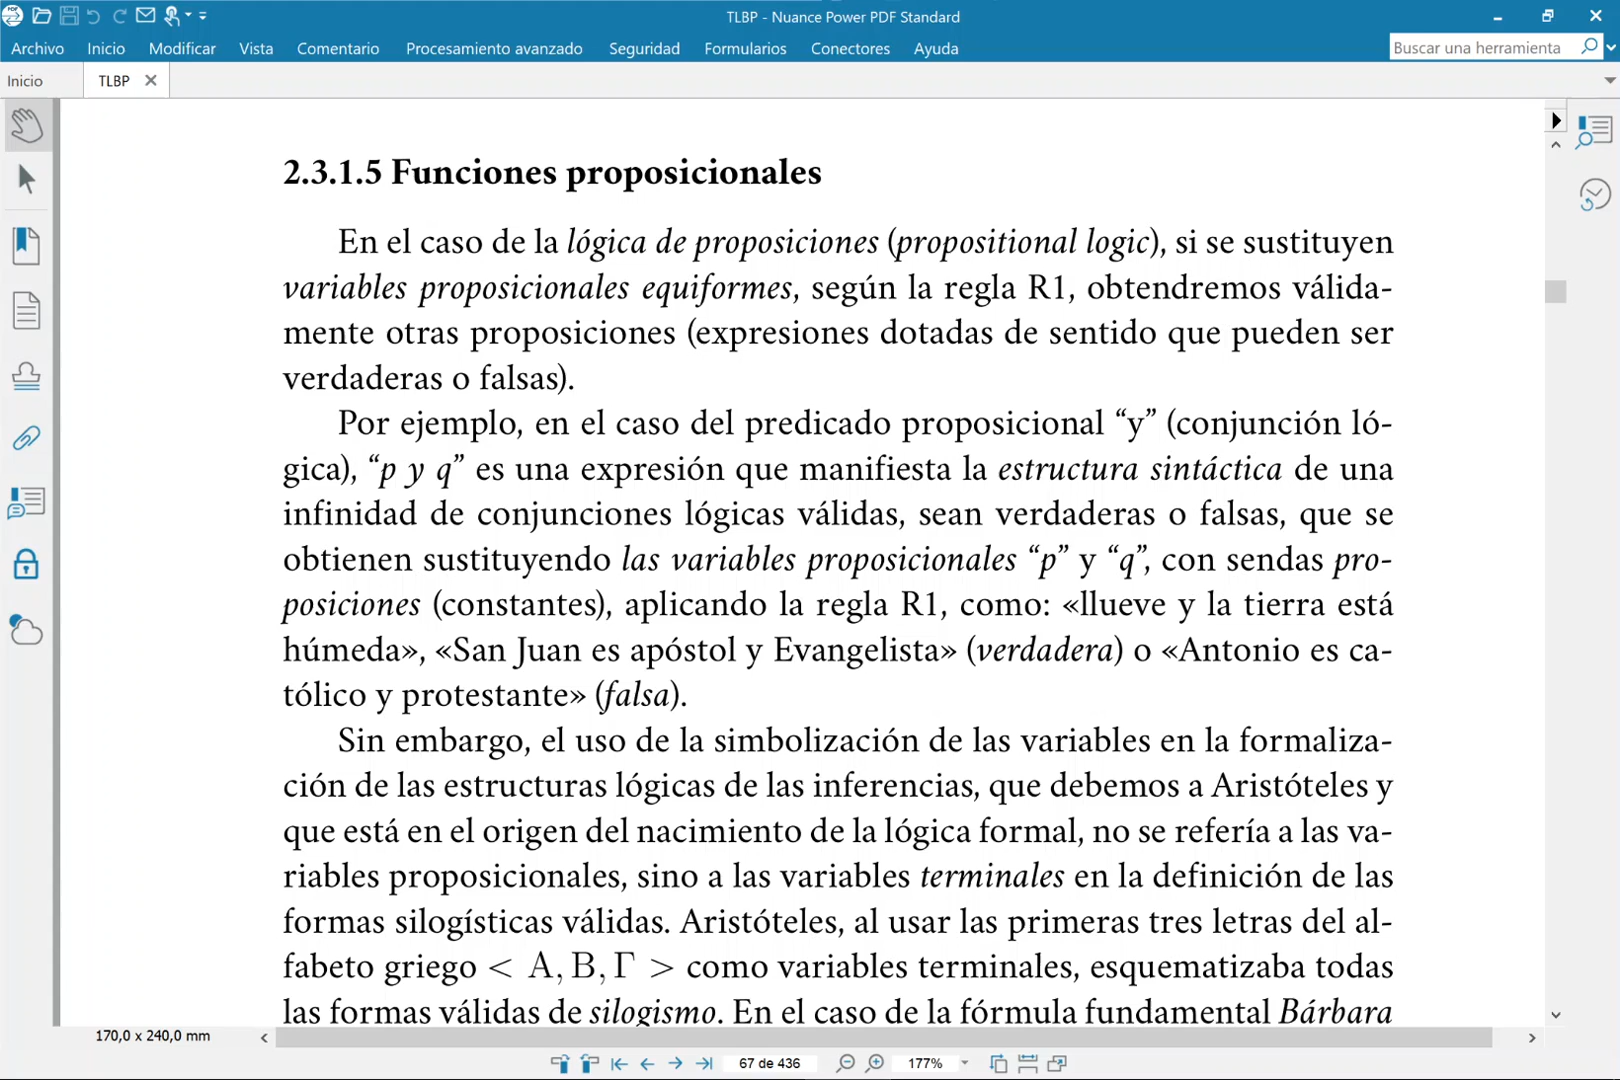 TLBP - Nuance Power PDF Standard
Archivo Inicio Modificar Vista Comentario Procesamiento avanzado Seguridad Formularios Conectores Ayuda
Buscar una herramienta
Inicio TLBP
2.3.1.5 Funciones proposicionales
En el caso de la lógica de proposiciones (propositional logic), si se sustituyen
variables proposicionales equiformes, según la regla R1, obtendremos válida-
mente otras proposiciones (expresiones dotadas de sentido que pueden ser
verdaderas o falsas).
Por ejemplo, en el caso del predicado proposicional “y” (conjunción ló-
gica), “p y q” es una expresión que manifiesta la estructura sintáctica de una
infinidad de conjunciones lógicas válidas, sean verdaderas o falsas, que se
obtienen sustituyendo las variables proposicionales “p” y “q”, con sendas pro-
posiciones (constantes), aplicando la regla R1, como: «llueve y la tierra está
húmeda», «San Juan es apóstol y Evangelista» (verdadera) o «Antonio es ca-
tólico y protestante» (falsa).
Sin embargo, el uso de la simbolización de las variables en la formaliza-
ción de las estructuras lógicas de las inferencias, que debemos a Aristóteles y
que está en el origen del nacimiento de la lógica formal, no se refería a las va-
riables proposicionales, sino a las variables terminales en la definición de las
formas silogísticas válidas. Aristóteles, al usar las primeras tres letras del al-
fabeto griego < Α, Β, Γ > como variables terminales, esquematizaba todas
las formas válidas de silogismo. En el caso de la fórmula fundamental Bárbara
170,0 x 240,0 mm
67 de 436
177%